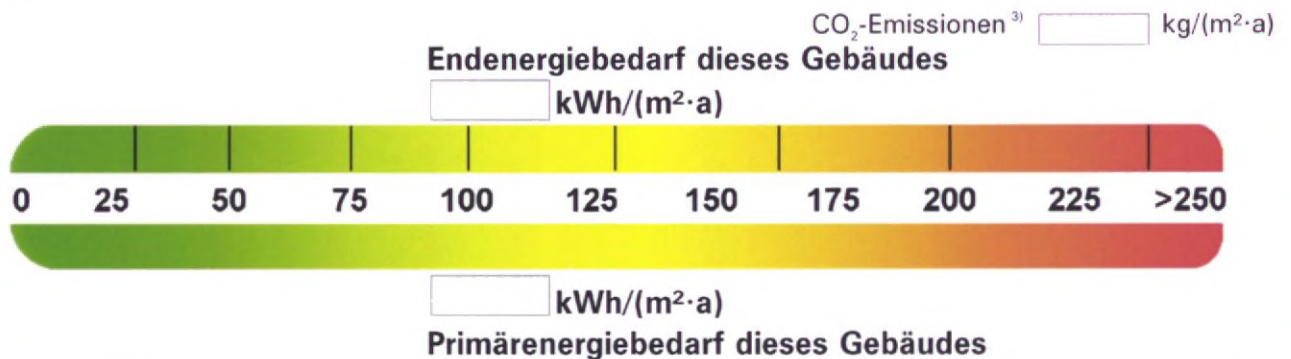 CO₂-Emissionen ³⁾ kg/(m²·a)
Endenergiebedarf dieses Gebäudes
kWh/(m²·a)
0 25 50 75 100 125 150 175 200 225 >250
kWh/(m²·a)
Primärenergiebedarf dieses Gebäudes